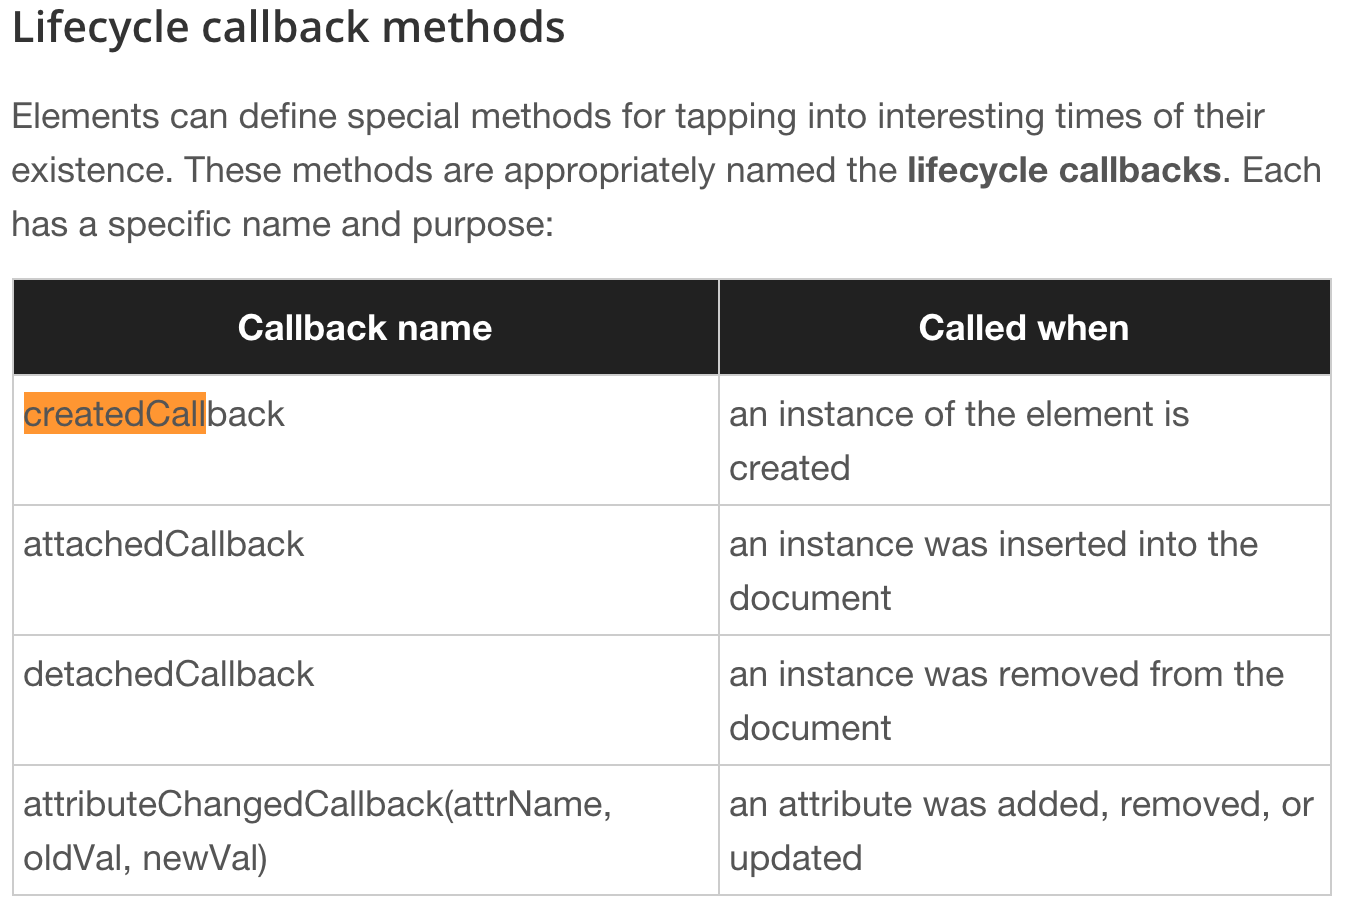 Lifecycle callback methods
Elements can define special methods for tapping into interesting times of their
existence. These methods are appropriately named the lifecycle callbacks. Each
has a specific name and purpose:
Callback name
Called when
createdCallback
an instance of the element is
created
attachedCallback
an instance was inserted into the
document
detachedCallback
an instance was removed from the
document
attributeChangedCallback(attrName,
oldVal, newVal)
an attribute was added, removed, or
updated